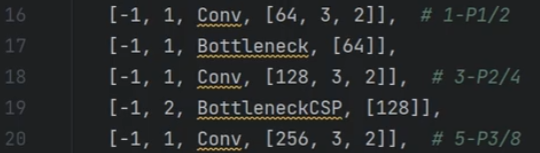 16 [-1, 1, Conv, [64, 3, 2]], # 1-P1/2
17 [-1, 1, Bottleneck, [64]],
18 [-1, 1, Conv, [128, 3, 2]], # 3-P2/4
19 [-1, 2, BottleneckCSP, [128]],
20 [-1, 1, Conv, [256, 3, 2]], # 5-P3/8